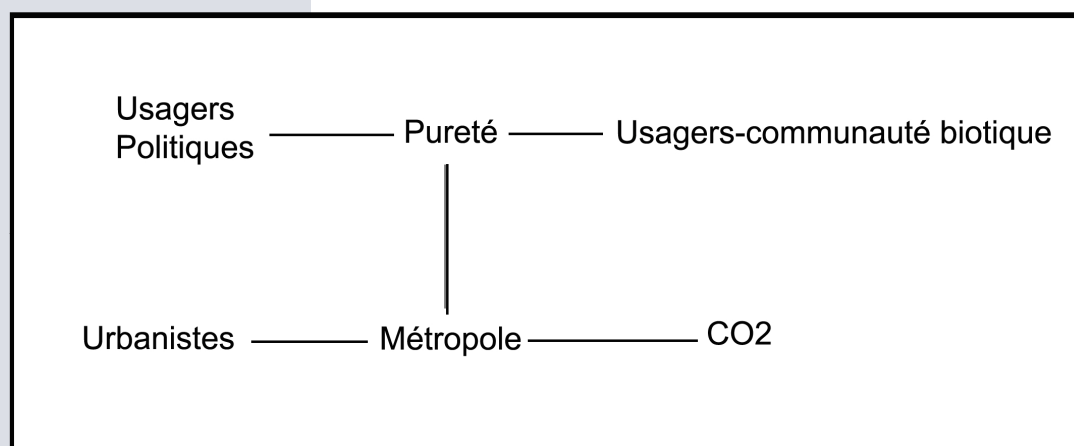 Usagers
Politiques
Pureté
Usagers-communauté biotique
Urbanistes
Métropole
CO2